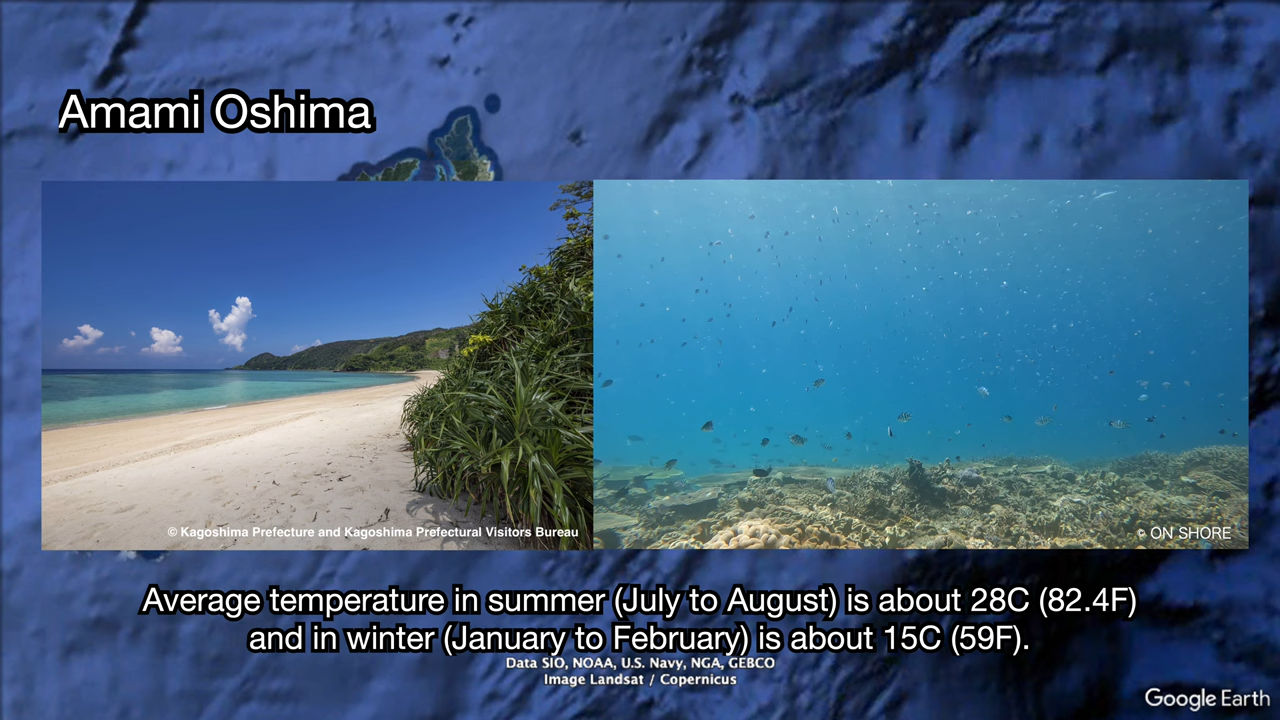 Amami Oshima
© Kagoshima Prefecture and Kagoshima Prefectural Visitors Bureau
© ON SHORE
Average temperature in summer (July to August) is about 28C (82.4F)
and in winter (January to February) is about 15C (59F).
Data SIO, NOAA, U.S. Navy, NGA, GEBCO
Image Landsat / Copernicus
Google Earth